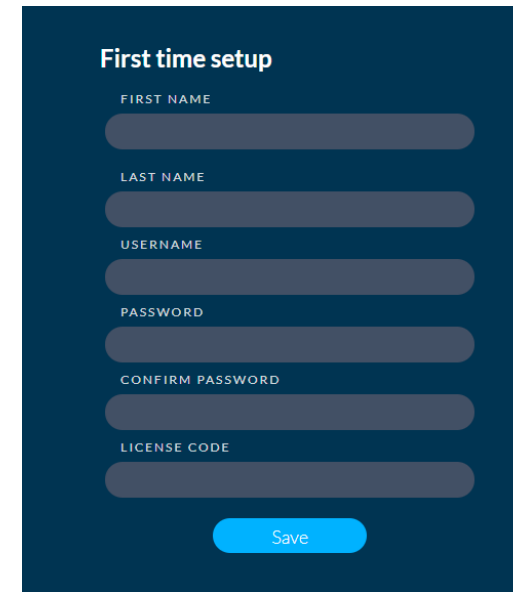 First time setup
FIRST NAME
LAST NAME
USERNAME
PASSWORD
CONFIRM PASSWORD
LICENSE CODE
Save